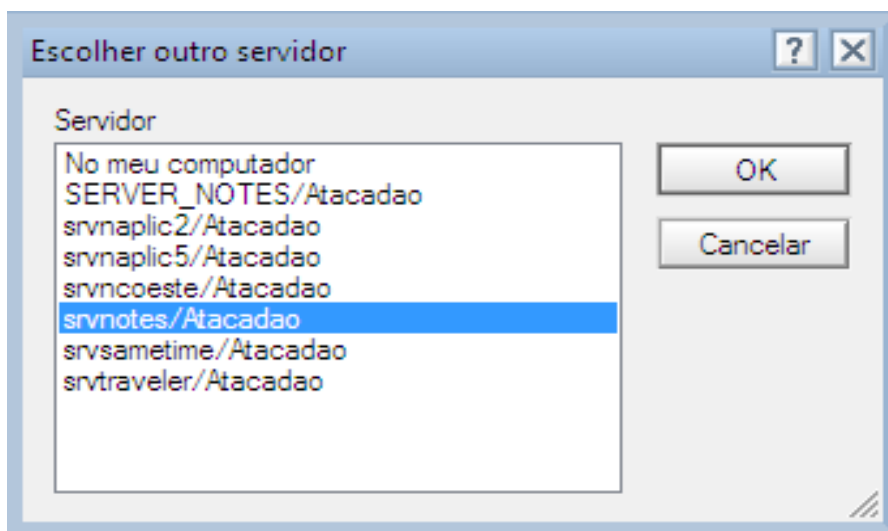 Escolher outro servidor
Servidor
No meu computador
SERVER_NOTES/Atacadao
srvnaplic2/Atacadao
srvnaplic5/Atacadao
srvncoeste/Atacadao
srvnotes/Atacadao
srvsametime/Atacadao
srvtraveler/Atacadao
OK
Cancelar